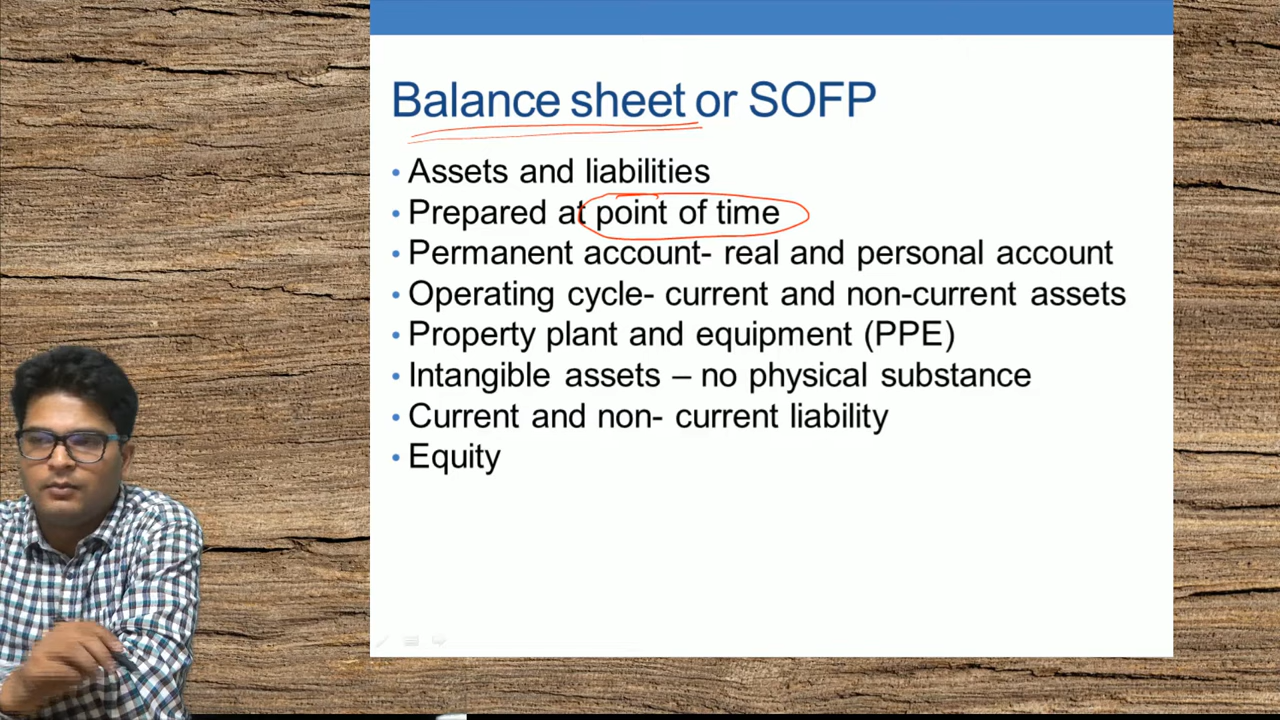 Balance sheet or SOFP
• Assets and liabilities
• Prepared at point of time
• Permanent account- real and personal account
• Operating cycle- current and non-current assets
• Property plant and equipment (PPE)
• Intangible assets – no physical substance
• Current and non- current liability
• Equity